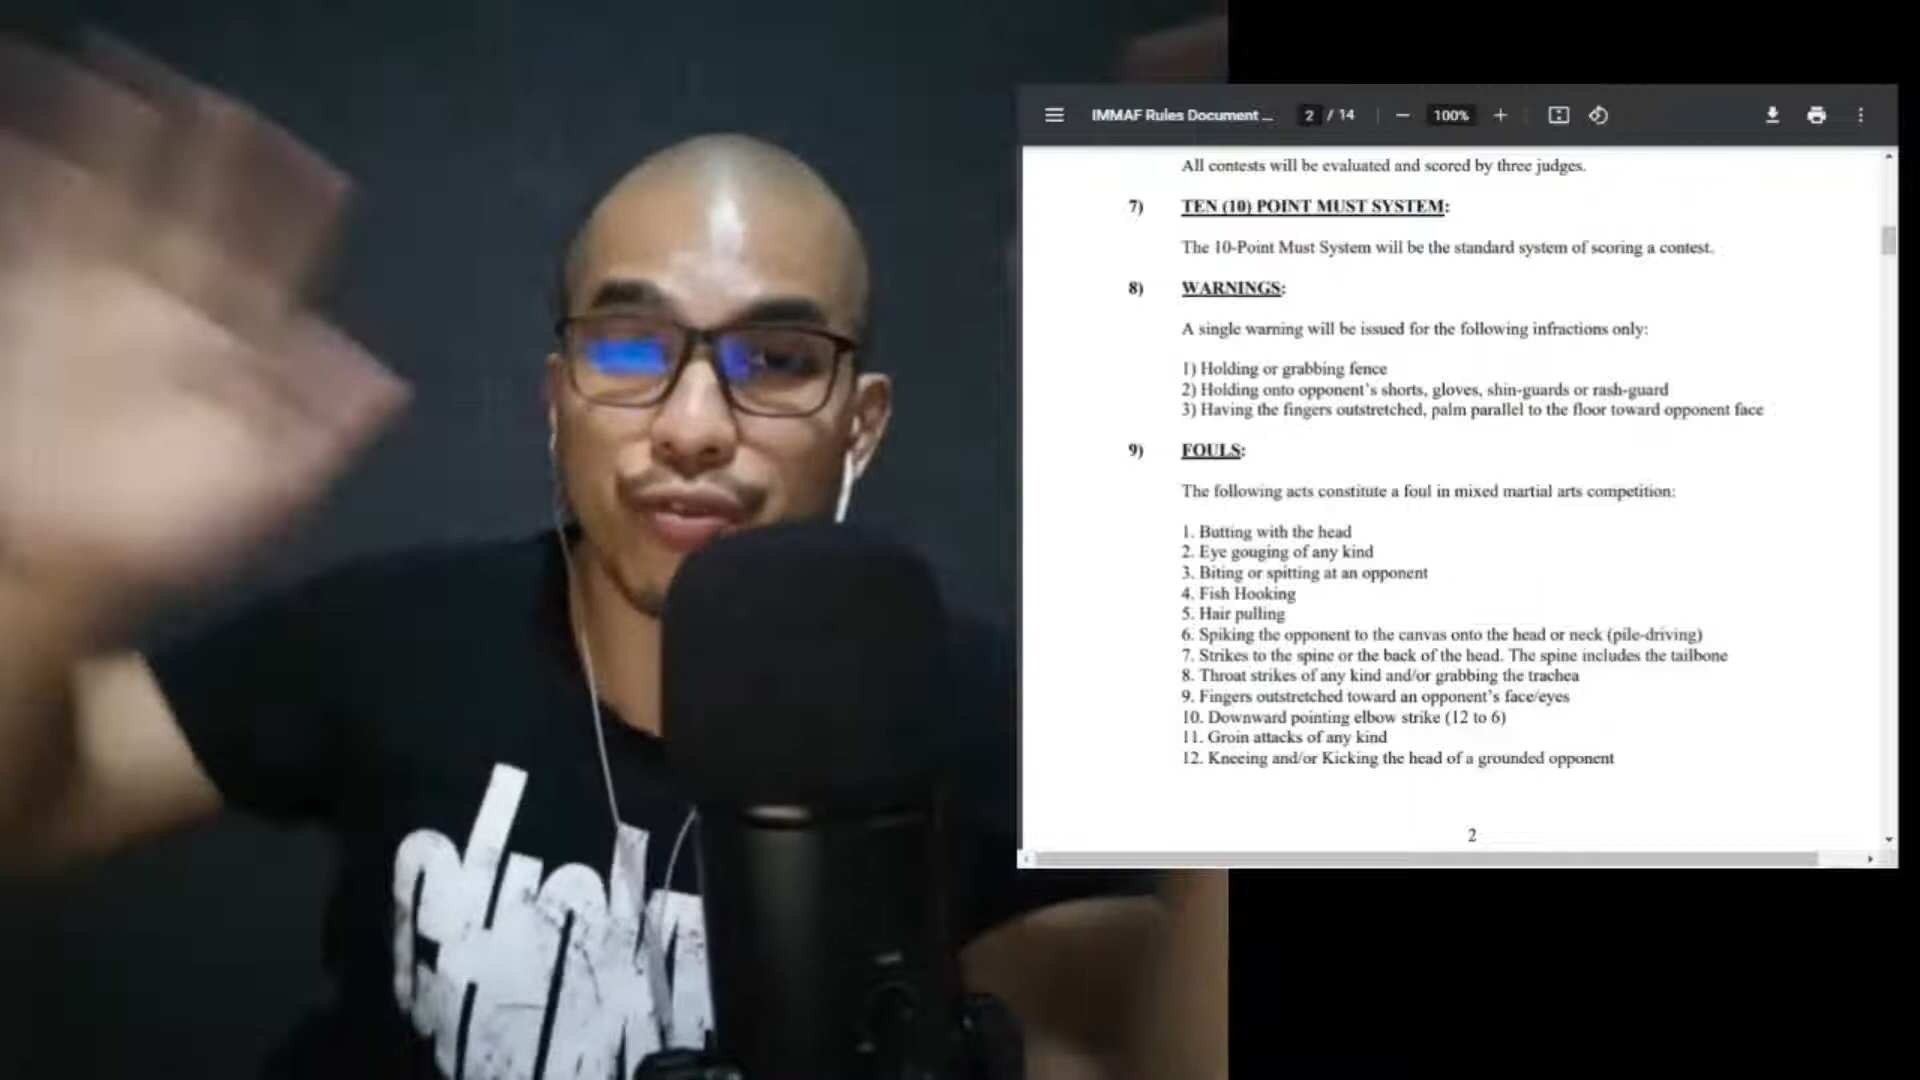 IMMAF Rules Document ...
2 / 14
100%
All contests will be evaluated and scored by three judges.
7) TEN (10) POINT MUST SYSTEM:
The 10-Point Must System will be the standard system of scoring a contest.
8) WARNINGS:
A single warning will be issued for the following infractions only:
1) Holding or grabbing fence
2) Holding onto opponent's shorts, gloves, shin-guards or rash-guard
3) Having the fingers outstretched, palm parallel to the floor toward opponent face
9) FOULS:
The following acts constitute a foul in mixed martial arts competition:
1. Butting with the head
2. Eye gouging of any kind
3. Biting or spitting at an opponent
4. Fish Hooking
5. Hair pulling
6. Spiking the opponent to the canvas onto the head or neck (pile-driving)
7. Strikes to the spine or the back of the head. The spine includes the tailbone
8. Throat strikes of any kind and/or grabbing the trachea
9. Fingers outstretched toward an opponent's face/eyes
10. Downward pointing elbow strike (12 to 6)
11. Groin attacks of any kind
12. Kneeing and/or Kicking the head of a grounded opponent
2